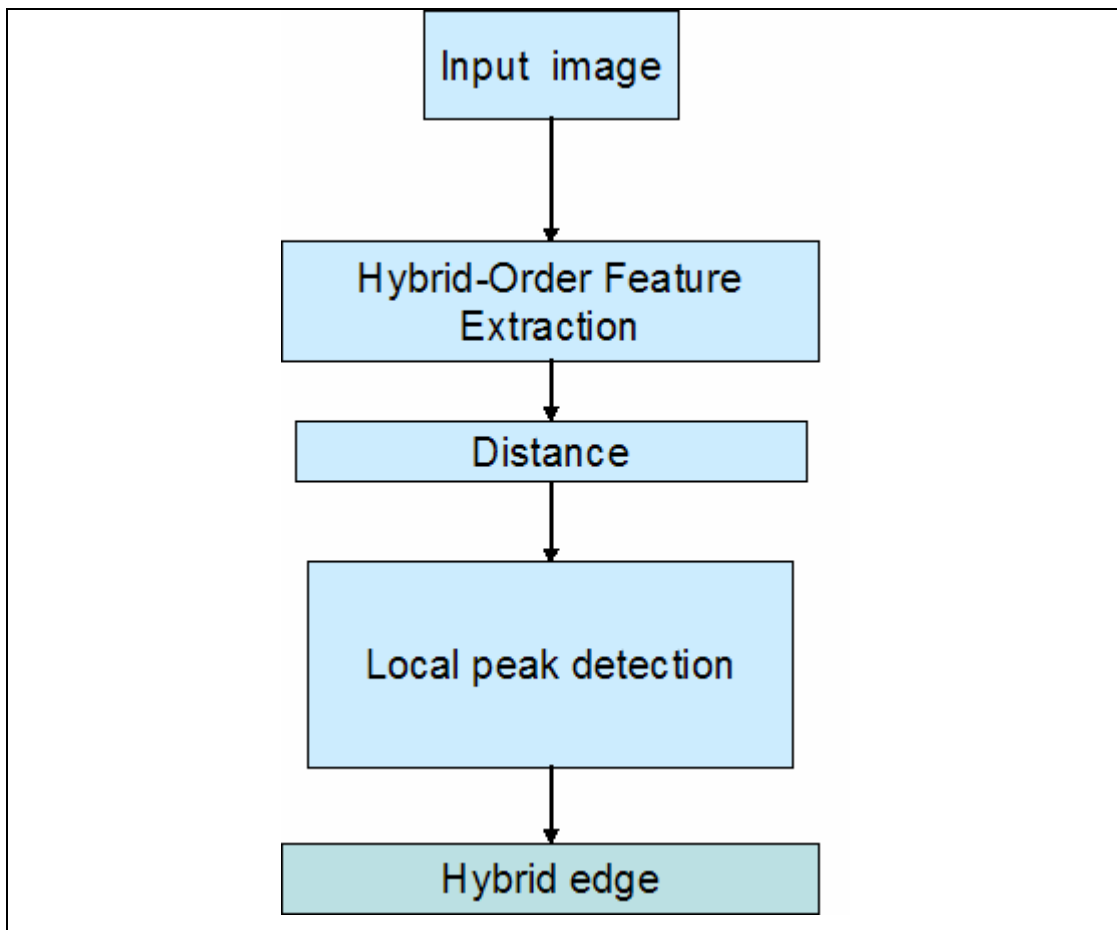 Input image
Hybrid-Order Feature
Extraction
Distance
Local peak detection
Hybrid edge